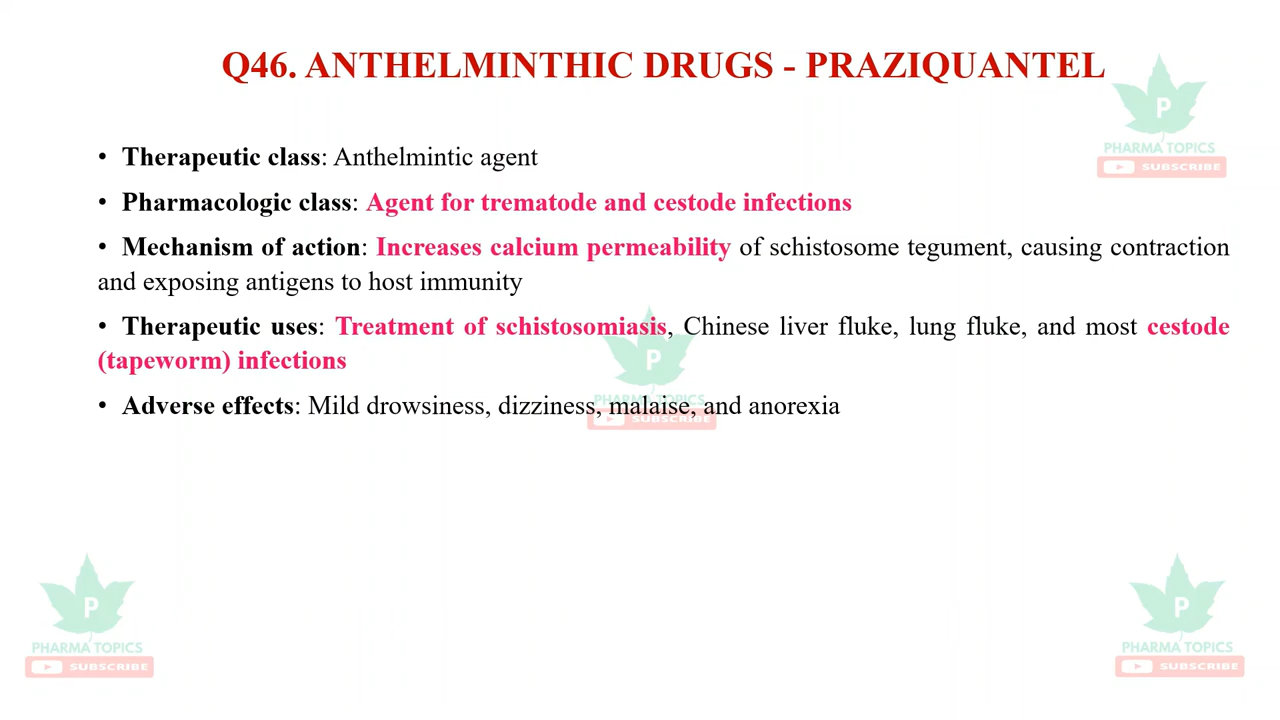 Q46. ANTHELMINTHIC DRUGS - PRAZIQUANTEL
P
PHARMA TOPICS
SUBSCRIBE
• Therapeutic class: Anthelmintic agent
• Pharmacologic class: Agent for trematode and cestode infections
• Mechanism of action: Increases calcium permeability of schistosome tegument, causing contraction
and exposing antigens to host immunity
• Therapeutic uses: Treatment of schistosomiasis, Chinese liver fluke, lung fluke, and most cestode
(tapeworm) infections
P
PHARMA TOPICS
SUBSCRIBE
• Adverse effects: Mild drowsiness, dizziness, malaise, and anorexia
P
PHARMA TOPICS
SUBSCRIBE
P
PHARMA TOPICS
SUBSCRIBE